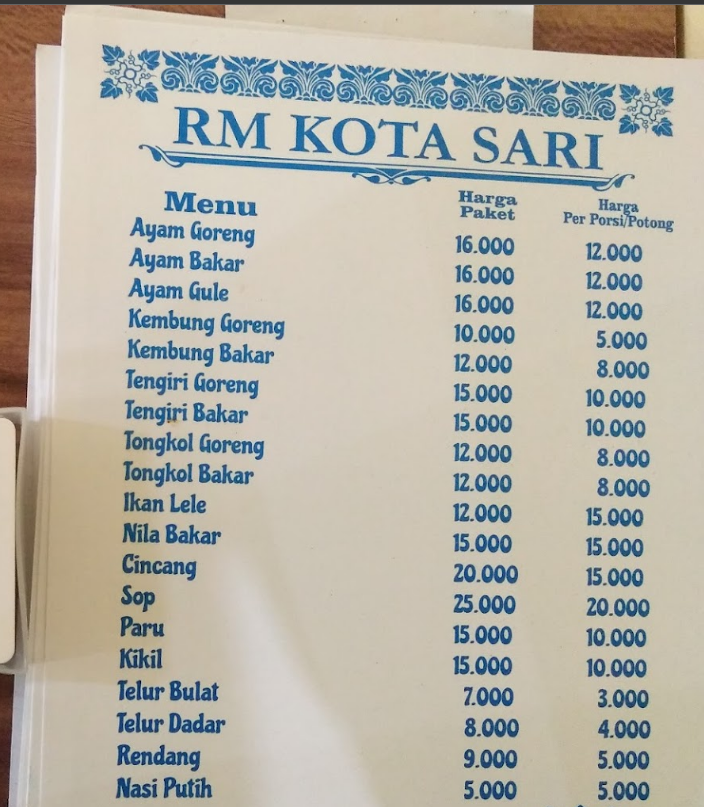 RM KOTA SARI
Menu Harga Paket Harga Per Porsi/Potong
Ayam Goreng 16.000 12.000
Ayam Bakar 16.000 12.000
Ayam Gule 16.000 12.000
Kembung Goreng 10.000 5.000
Kembung Bakar 12.000 8.000
Tengiri Goreng 15.000 10.000
Tengiri Bakar 15.000 10.000
Tongkol Goreng 12.000 8.000
Tongkol Bakar 12.000 8.000
Ikan Lele 12.000 15.000
Nila Bakar 15.000 15.000
Cincang 20.000 15.000
Sop 25.000 20.000
Paru 15.000 10.000
Kikil 15.000 10.000
Telur Bulat 7.000 3.000
Telur Dadar 8.000 4.000
Rendang 9.000 5.000
Nasi Putih 5.000 5.000